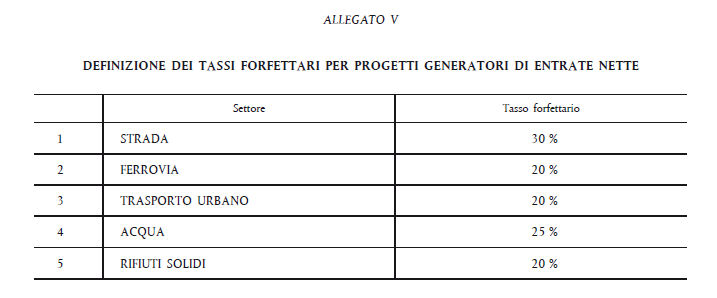 ALLEGATO V
DEFINIZIONE DEI TASSI FORFETTARI PER PROGETTI GENERATORI DI ENTRATE NETTE
Settore Tasso forfettario
1 STRADA 30 %
2 FERROVIA 20 %
3 TRASPORTO URBANO 20 %
4 ACQUA 25 %
5 RIFIUTI SOLIDI 20 %